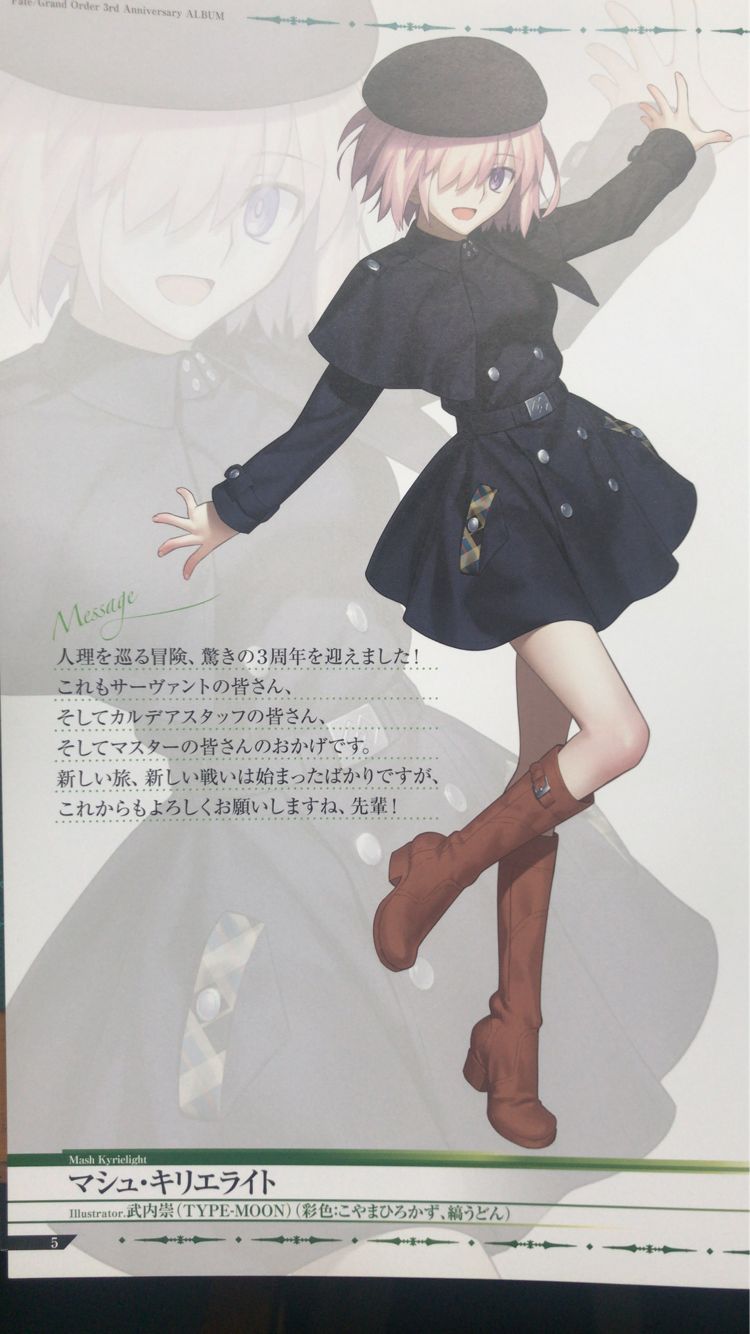 Fate/Grand Order 3rd Anniversary ALBUM
Message
人理を巡る冒険、驚きの3周年を迎えました!
これもサーヴァントの皆さん、
そしてカルデアスタッフの皆さん、
そしてマスターの皆さんのおかげです。
新しい旅、新しい戦いは始まったばかりですが、
これからもよろしくお願いしますね、先輩!
Mash Kyrielight
マシュ・キリエライト
Illustrator.武内崇(TYPE-MOON)(彩色:こやまひろかず、縞うどん)
5